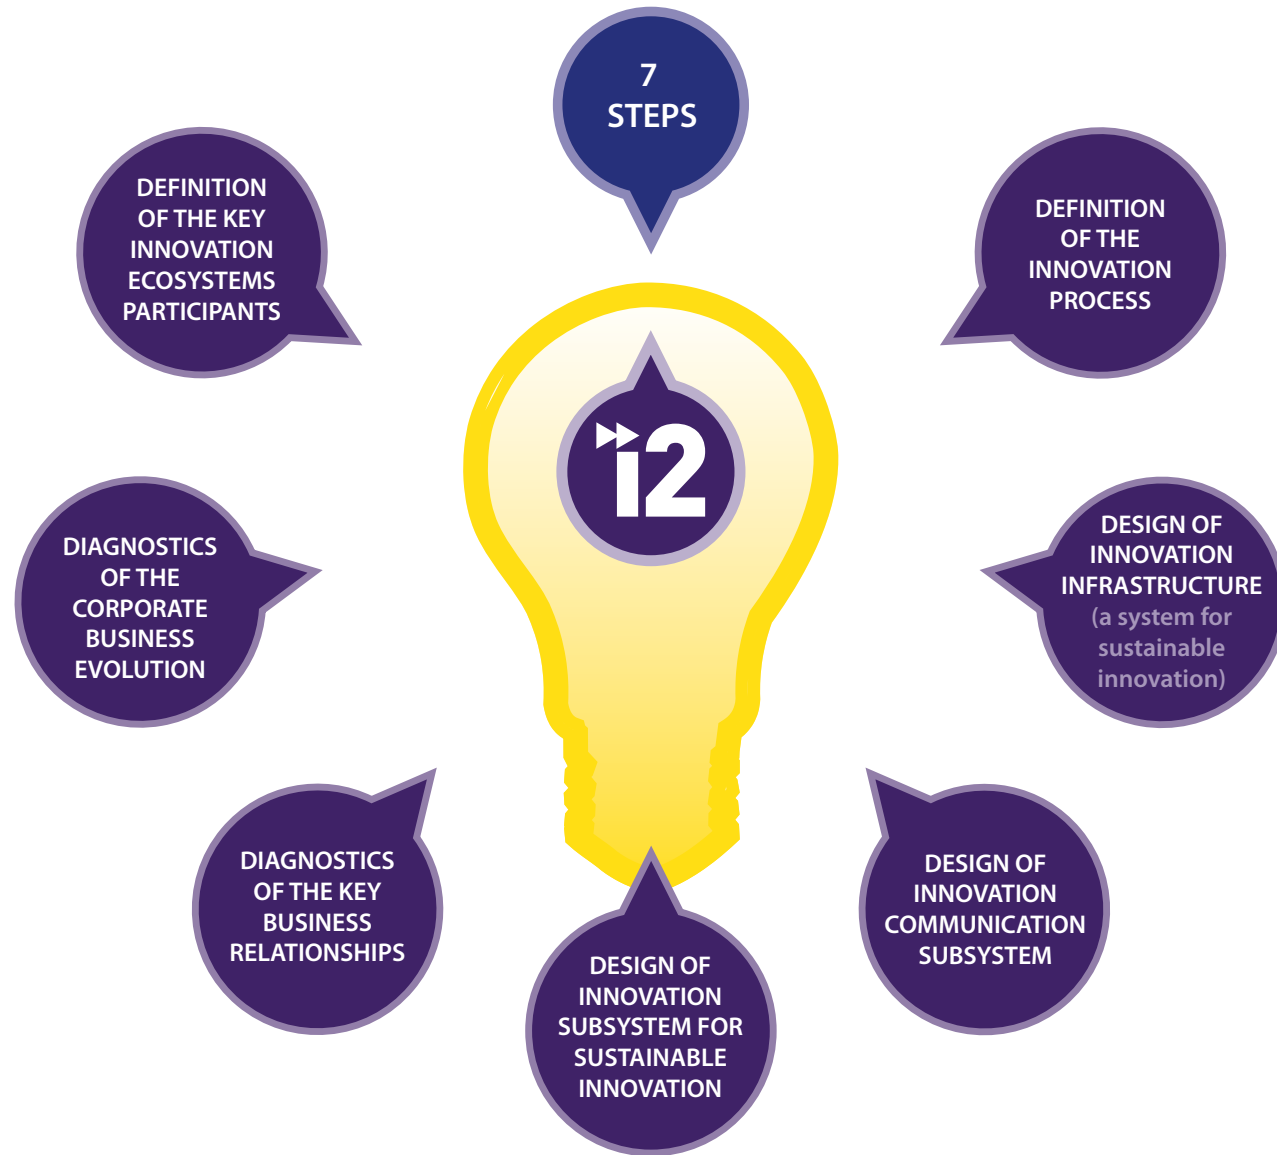 7
STEPS
DEFINITION
OF THE KEY
INNOVATION
ECOSYSTEMS
PARTICIPANTS
DEFINITION
OF THE
INNOVATION
PROCESS
i2
DIAGNOSTICS
OF THE
CORPORATE
BUSINESS
EVOLUTION
DESIGN OF
INNOVATION
INFRASTRUCTURE
(a system for
sustainable
innovation)
DIAGNOSTICS
OF THE KEY
BUSINESS
RELATIONSHIPS
DESIGN OF
INNOVATION
COMMUNICATION
SUBSYSTEM
DESIGN OF
INNOVATION
SUBSYSTEM FOR
SUSTAINABLE
INNOVATION